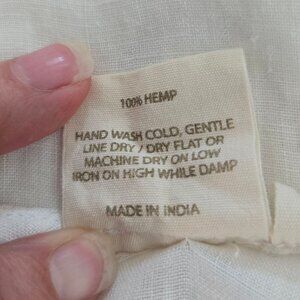 100% HEMP
HAND WASH COLD, GENTLE
LINE DRY / DRY FLAT OR
MACHINE DRY ON LOW
IRON ON HIGH WHILE DAMP
MADE IN INDIA